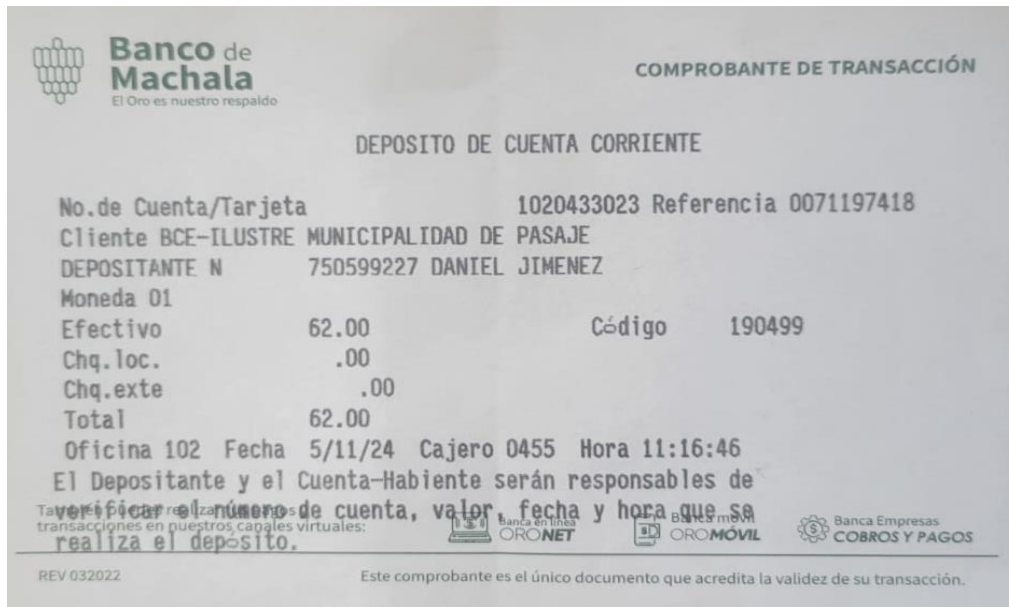 Banco de
Machala
El Oro es nuestro respaldo
COMPROBANTE DE TRANSACCIÓN
DEPOSITO DE CUENTA CORRIENTE
No.de Cuenta/Tarjeta 1020433023 Referencia 0071197418
Cliente BCE-ILUSTRE MUNICIPALIDAD DE PASAJE
DEPOSITANTE N 750599227 DANIEL JIMENEZ
Moneda 01
Efectivo 62.00 Código 190499
Chq.loc. .00
Chq.exte .00
Total 62.00
Oficina 102 Fecha 5/11/24 Cajero 0455 Hora 11:16:46
El Depositante y el Cuenta-Habiente serán responsables de
verificar el número de cuenta, valor, fecha y hora que se
realiza el depósito.
transacciones en nuestros canales virtuales:
Banca en línea
ORONET
Banca móvil
OROMÓVIL
Banca Empresas
COBROS Y PAGOS
REV 032022
Este comprobante es el único documento que acredita la validez de su transacción.